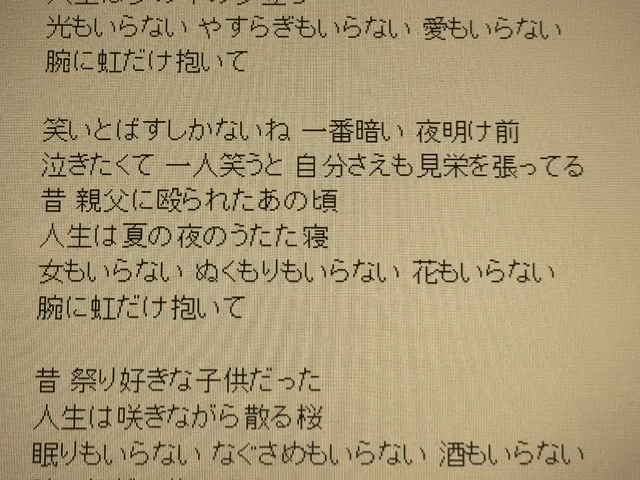 光もいらない やすらぎもいらない 愛もいらない
腕に虹だけ抱いて
笑いとばすしかないね 一番暗い 夜明け前
泣きたくて 一人笑うと 自分さえも見栄を張ってる
昔 親父に殴られたあの頃
人生は夏の夜のうたた寝
女もいらない ぬくもりもいらない 花もいらない
腕に虹だけ抱いて
昔 祭り好きな子供だった
人生は咲きながら散る桜
眠りもいらない なぐさめもいらない 酒もいらない